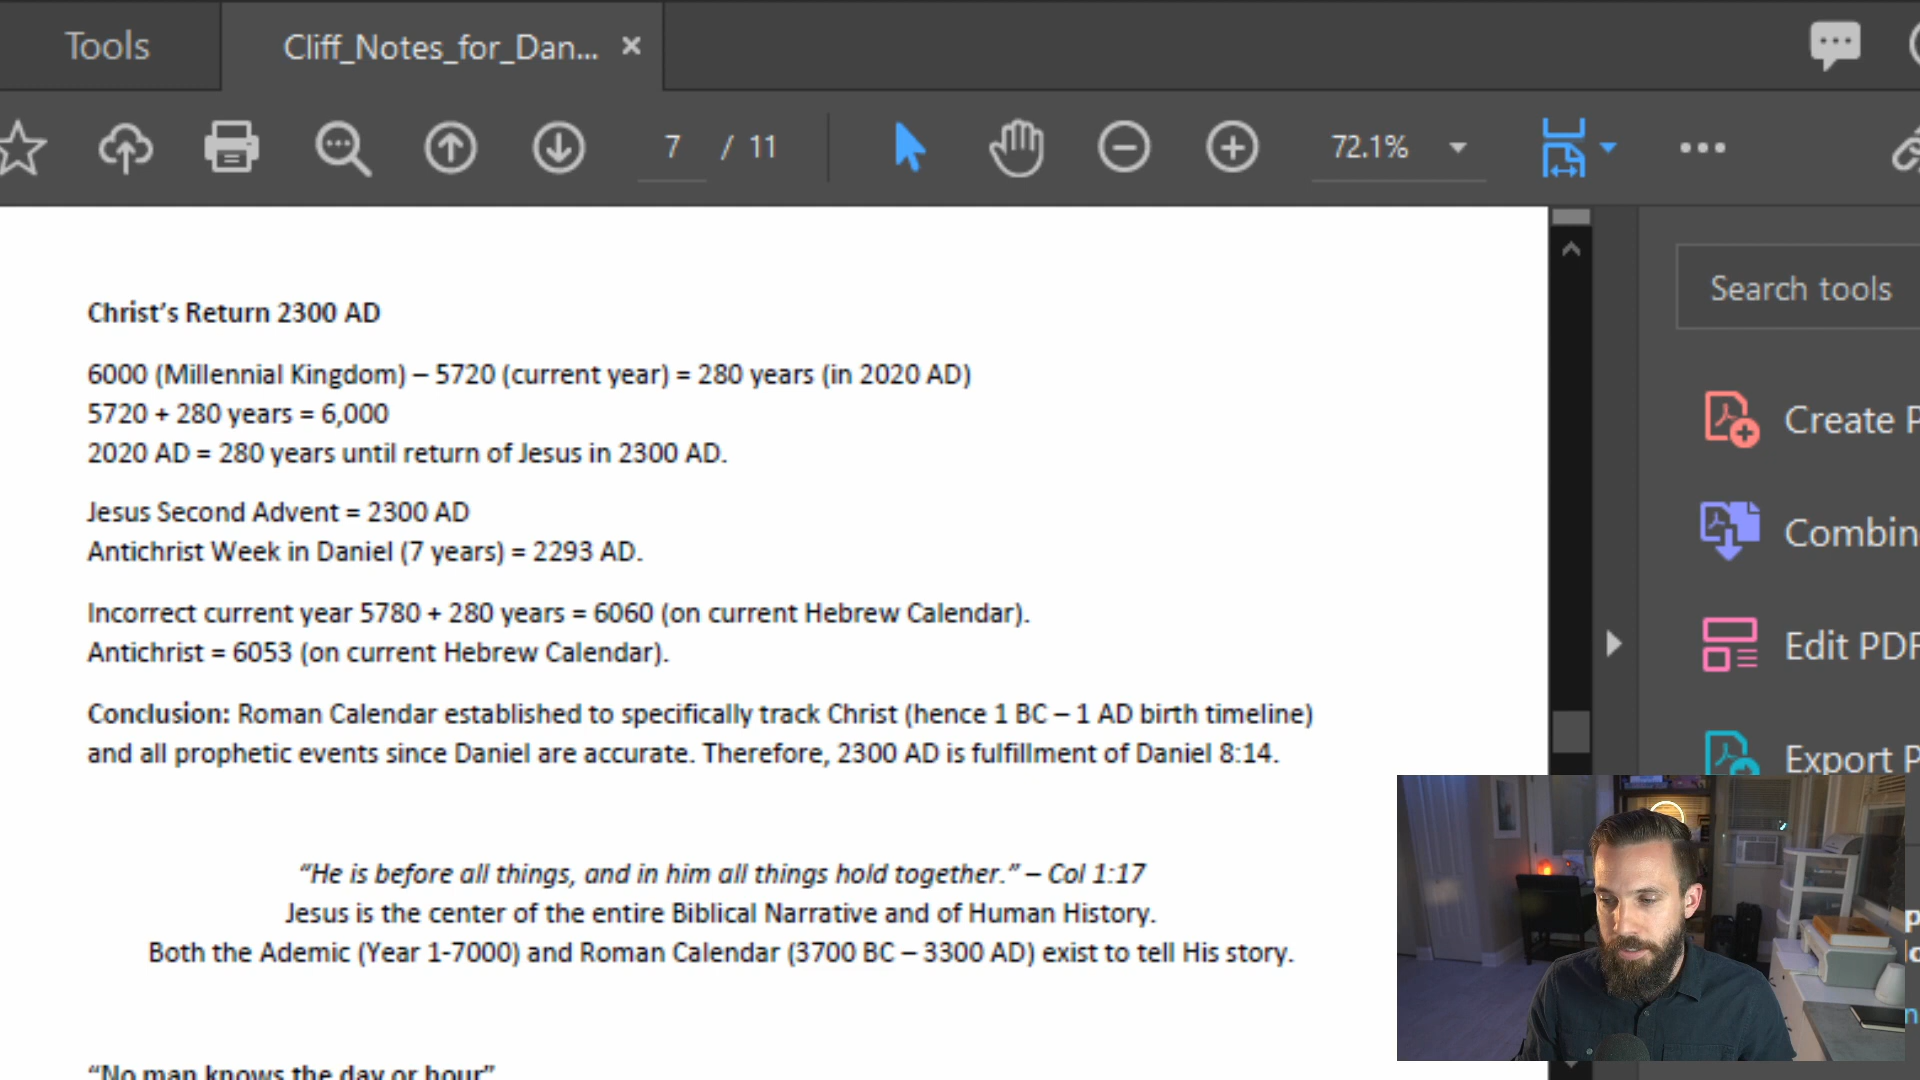 Tools
Cliff_Notes_for_Dan...
7 / 11
72.1%
Search tools
Christ's Return 2300 AD
6000 (Millennial Kingdom) – 5720 (current year) = 280 years (in 2020 AD)
5720 + 280 years = 6,000
2020 AD = 280 years until return of Jesus in 2300 AD.
Jesus Second Advent = 2300 AD
Antichrist Week in Daniel (7 years) = 2293 AD.
Incorrect current year 5780 + 280 years = 6060 (on current Hebrew Calendar).
Antichrist = 6053 (on current Hebrew Calendar).
Conclusion: Roman Calendar established to specifically track Christ (hence 1 BC – 1 AD birth timeline)
and all prophetic events since Daniel are accurate. Therefore, 2300 AD is fulfillment of Daniel 8:14.
“He is before all things, and in him all things hold together.” – Col 1:17
Jesus is the center of the entire Biblical Narrative and of Human History.
Both the Ademic (Year 1-7000) and Roman Calendar (3700 BC – 3300 AD) exist to tell His story.
“No man knows the day or hour”
Create P
Combin
Edit PDF
Export P